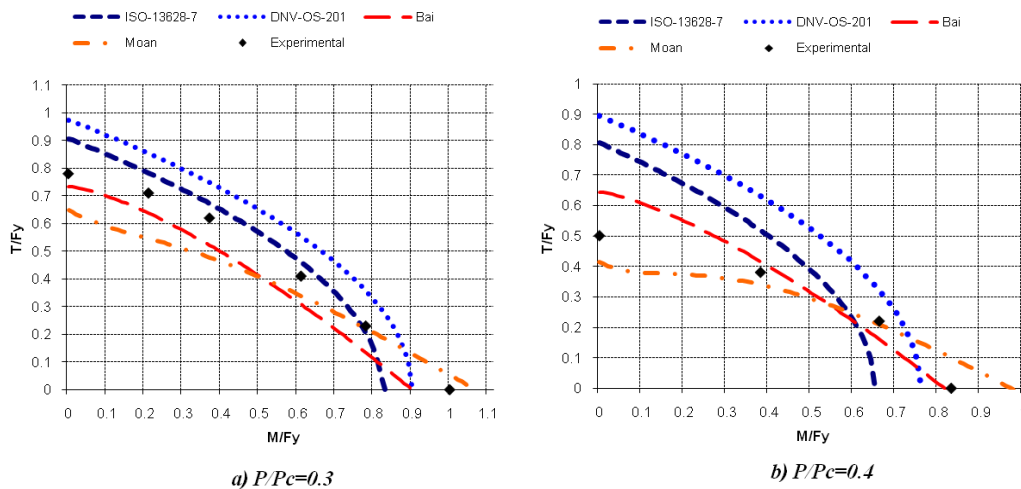 ISO-13628-7 DNV-OS-201 Bai
Moan Experimental
1.1
1
0.9
0.8
0.7
0.6
0.5
0.4
0.3
0.2
0.1
0
T/Fy
0 0.1 0.2 0.3 0.4 0.5 0.6 0.7 0.8 0.9 1 1.1
M/Fy
a) P/Pc=0.3
ISO-13628-7 DNV-OS-201 Bai
Moan Experimental
1
0.9
0.8
0.7
0.6
0.5
0.4
0.3
0.2
0.1
0
T/Fy
0 0.1 0.2 0.3 0.4 0.5 0.6 0.7 0.8 0.9
M/Fy
b) P/Pc=0.4